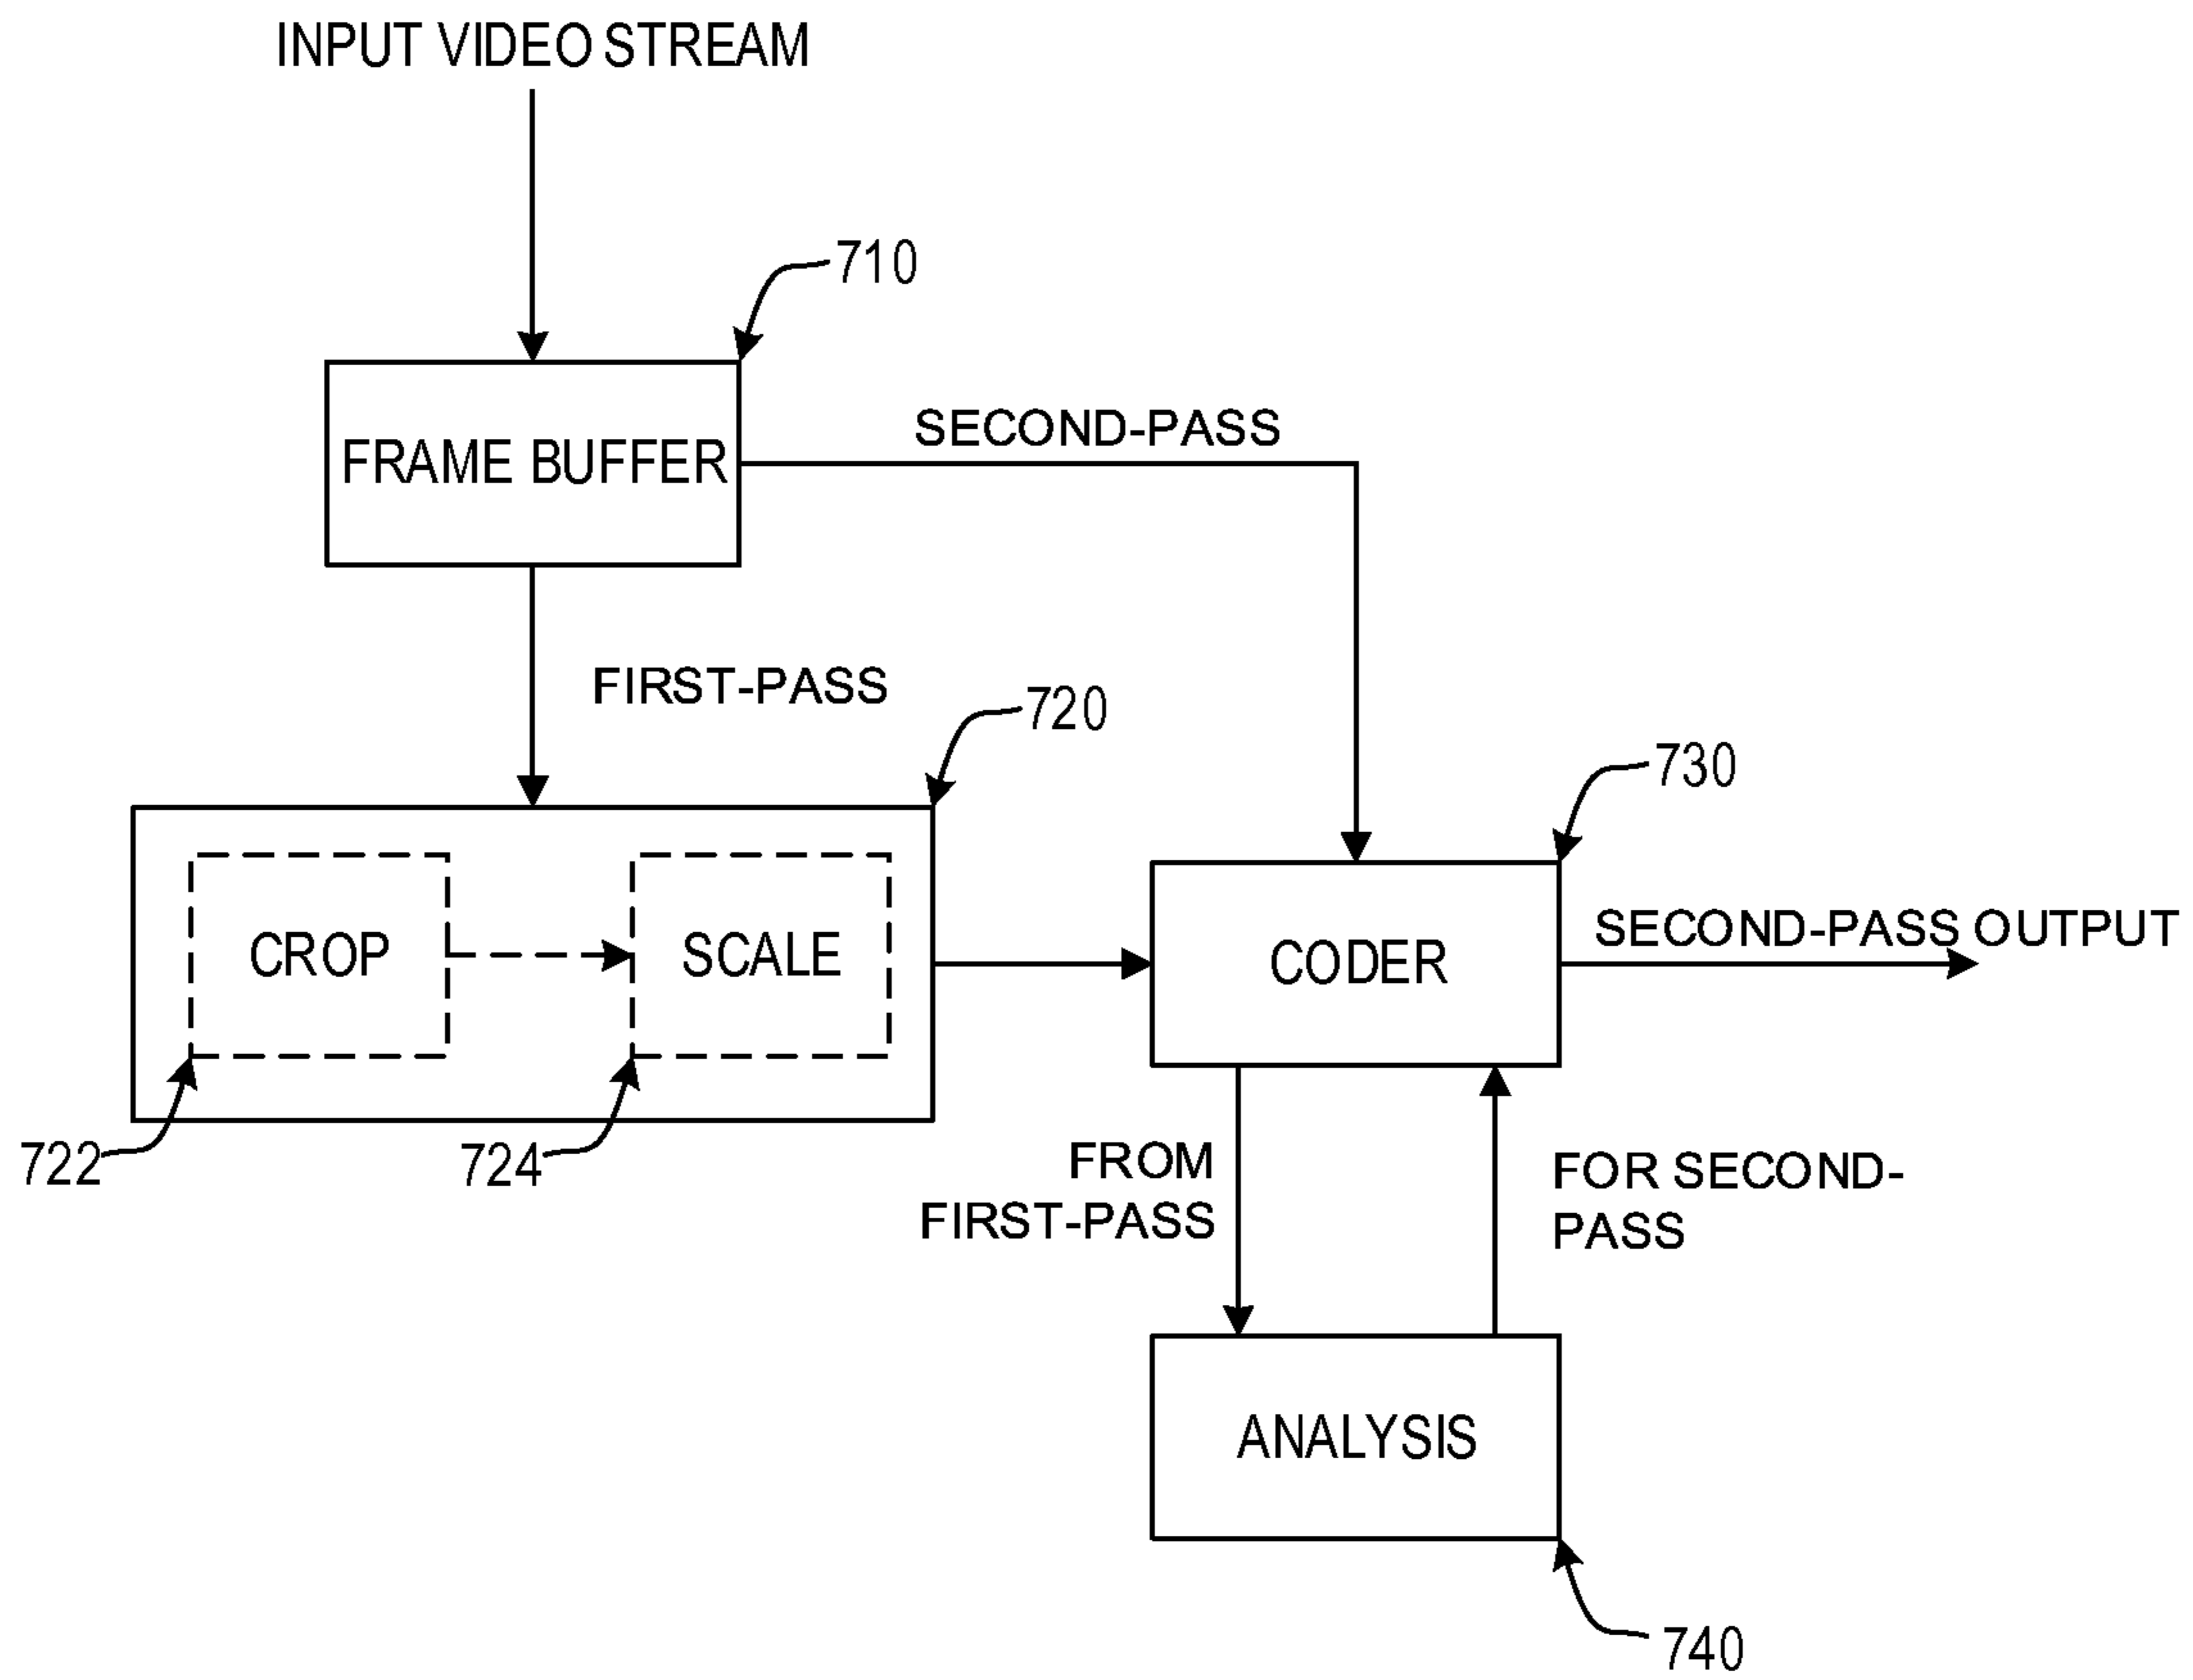 INPUT VIDEO STREAM
710
FRAME BUFFER
SECOND-PASS
FIRST-PASS
720
730
CROP
SCALE
CODER
SECOND-PASS OUTPUT
722
724
FROM
FIRST-PASS
FOR SECOND-
PASS
ANALYSIS
740